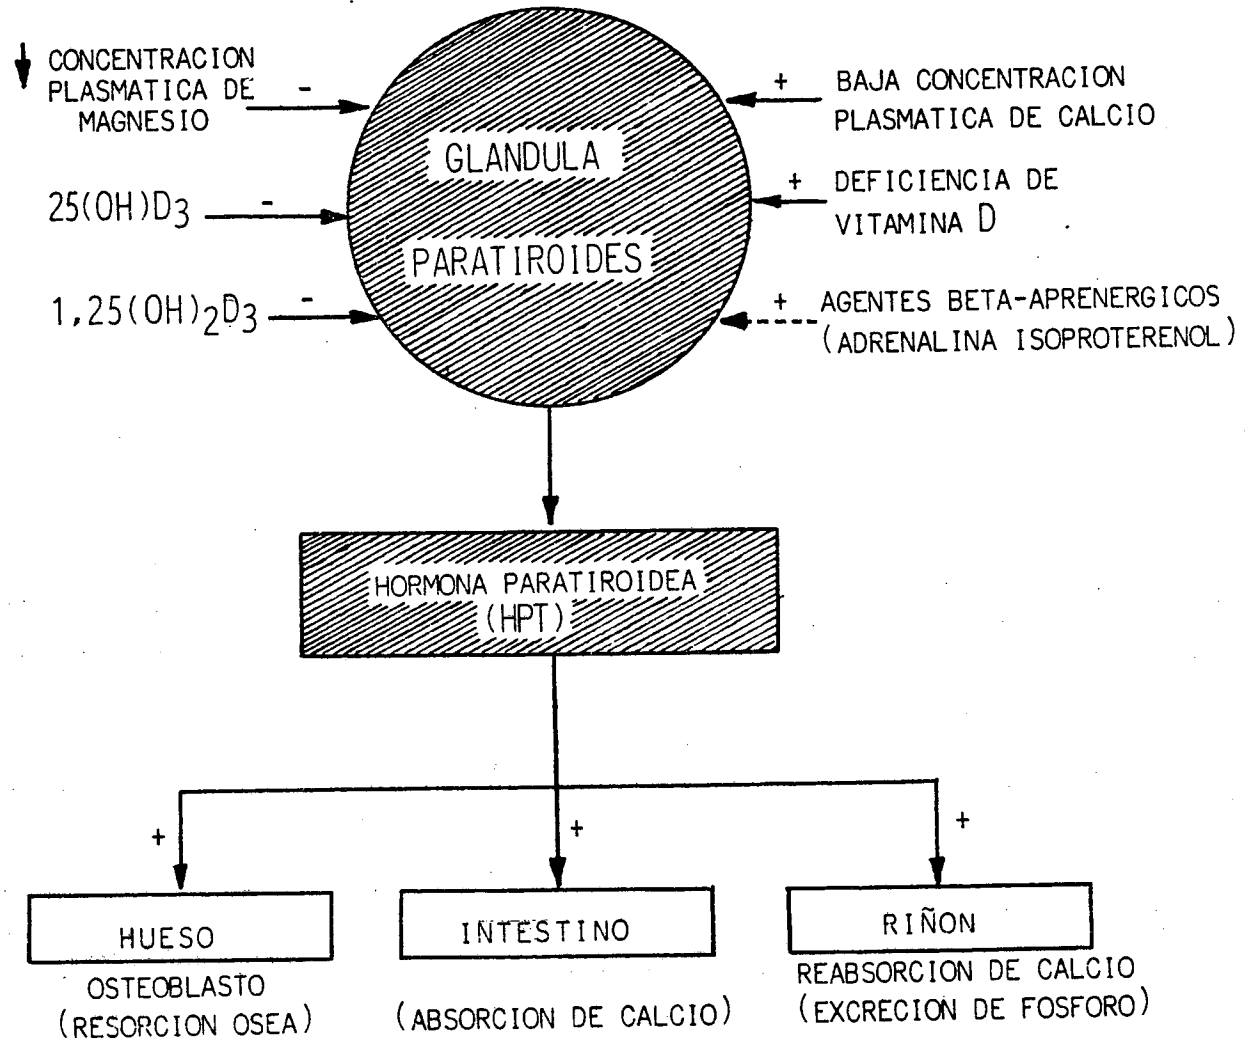 CONCENTRACION
PLASMATICA DE
MAGNESIO
-
25(OH)D3
-
1,25(OH)2D3
-
GLANDULA
PARATIROIDES
+
BAJA CONCENTRACION
PLASMATICA DE CALCIO
+
DEFICIENCIA DE
VITAMINA D
+
AGENTES BETA-APRENERGICOS
(ADRENALINA ISOPROTERENOL)
HORMONA PARATIROIDEA
(HPT)
+
+
+
HUESO
OSTEOBLASTO
(RESORCION OSEA)
INTESTINO
(ABSORCION DE CALCIO)
RIÑON
REABSORCION DE CALCIO
(EXCRECION DE FOSFORO)